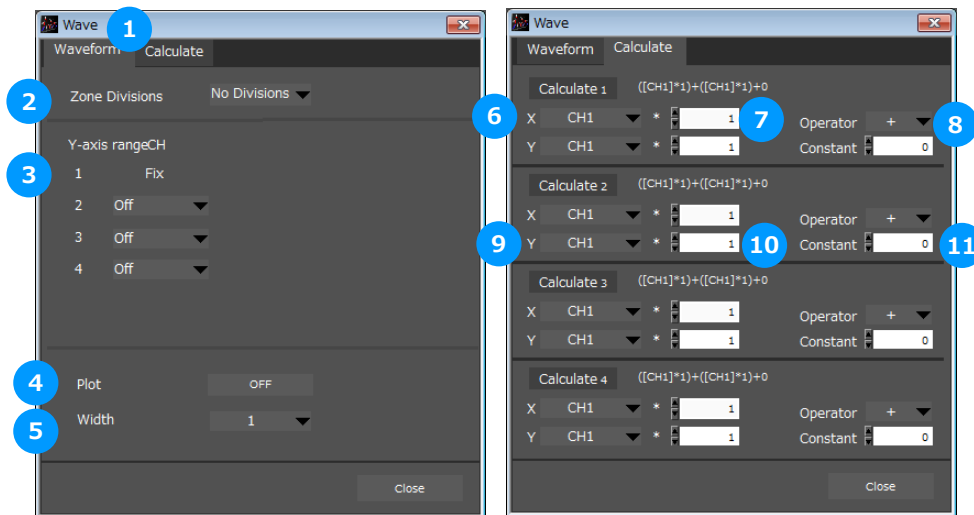 Wave
1
Waveform Calculate
2
Zone Divisions No Divisions
Y-axis rangeCH
3
1 Fix
2 Off
3 Off
4 Off
4
Plot OFF
5
Width 1
Close
Wave
Waveform Calculate
Calculate 1 ([CH1]*1)+([CH1]*1)+0
6 X CH1 * 1 7 Operator + 8
Y CH1 * 1 Constant 0
Calculate 2 ([CH1]*1)+([CH1]*1)+0
X CH1 * 1 Operator +
9 Y CH1 * 1 10 Constant 0 11
Calculate 3 ([CH1]*1)+([CH1]*1)+0
X CH1 * 1 Operator +
Y CH1 * 1 Constant 0
Calculate 4 ([CH1]*1)+([CH1]*1)+0
X CH1 * 1 Operator +
Y CH1 * 1 Constant 0
Close